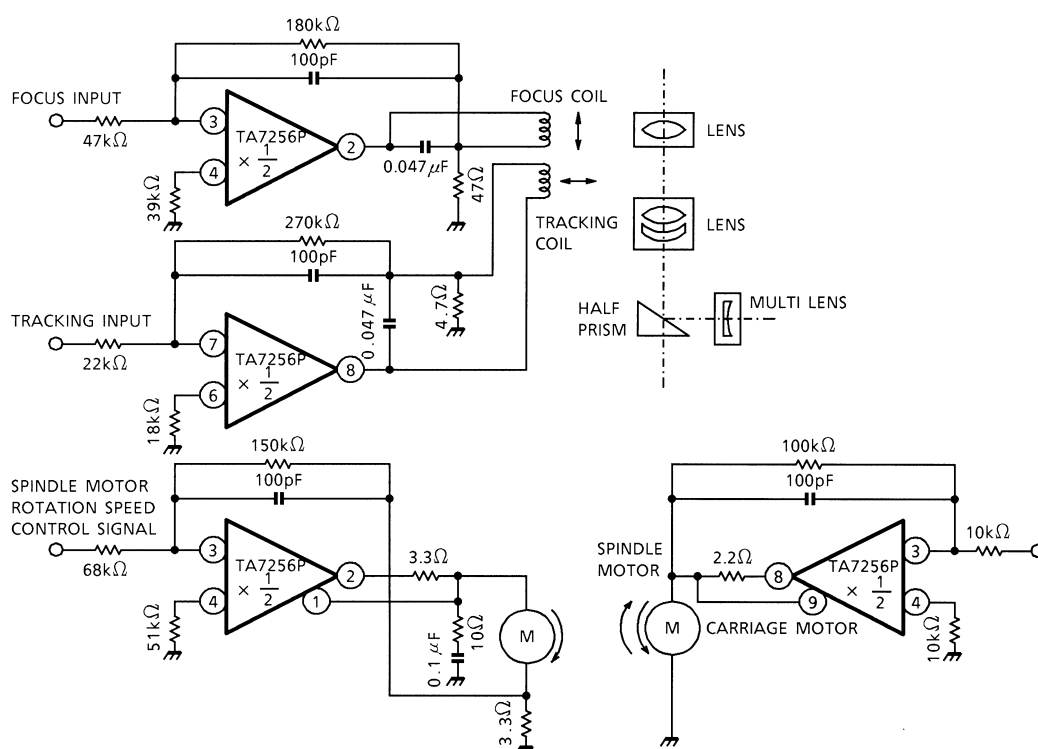 180kΩ
100pF
FOCUS INPUT
47kΩ
3
4
TA7256P
× 1/2
2
39kΩ
0.047μF
47Ω
FOCUS COIL
TRACKING
COIL
LENS
LENS
HALF
PRISM
MULTI LENS
270kΩ
100pF
TRACKING INPUT
22kΩ
7
6
TA7256P
× 1/2
8
18kΩ
0.047μF
4.7Ω
150kΩ
100pF
SPINDLE MOTOR
ROTATION SPEED
CONTROL SIGNAL
68kΩ
3
4
TA7256P
× 1/2
2
1
51kΩ
3.3Ω
10Ω
0.1μF
M
3.3Ω
100kΩ
100pF
SPINDLE
MOTOR
2.2Ω
8
9
TA7256P
× 1/2
3
4
10kΩ
10kΩ
M
CARRIAGE MOTOR